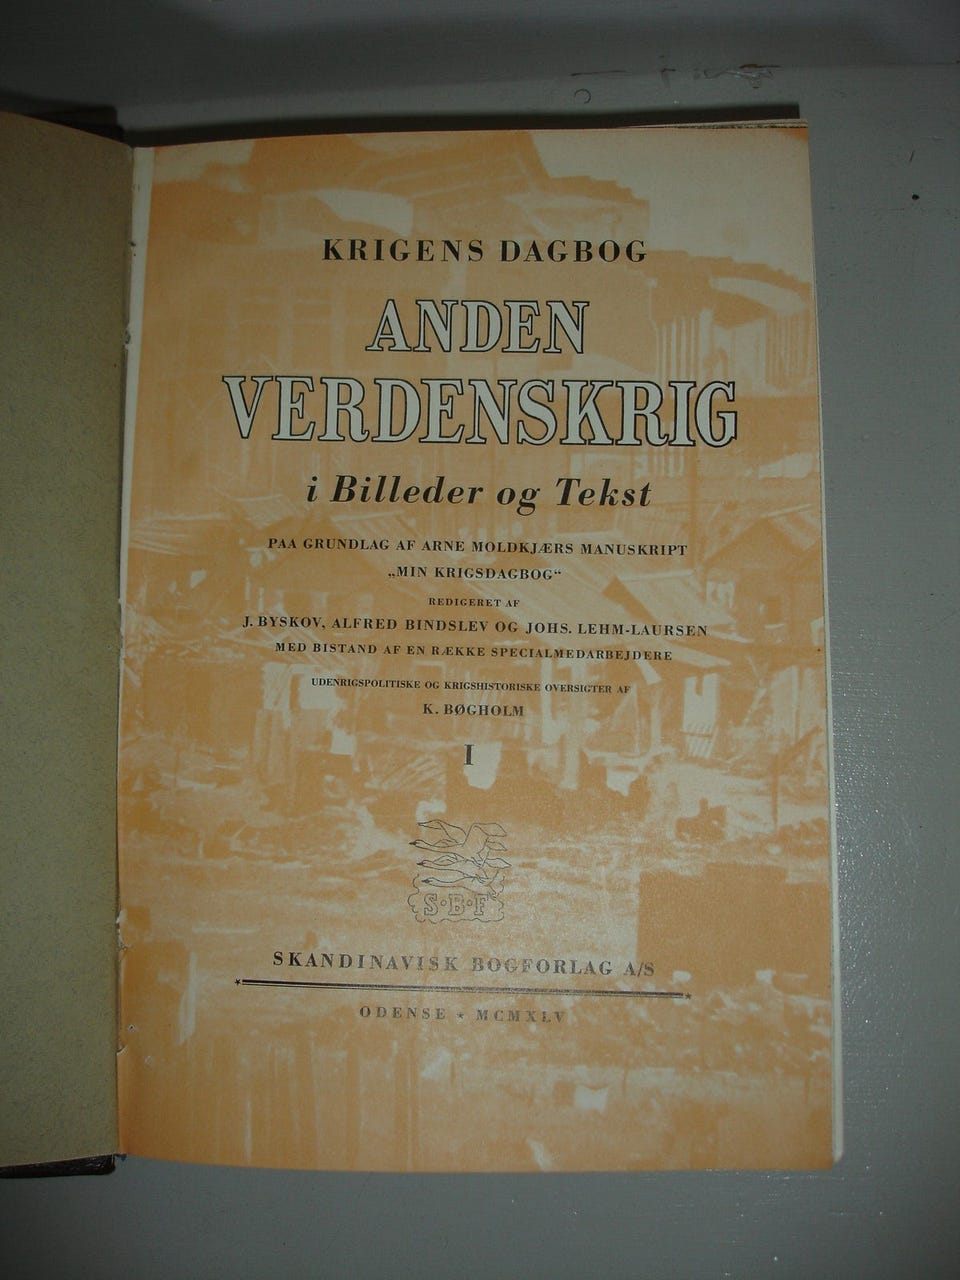 KRIGENS DAGBOG
ANDEN
VERDENSKRIG
i Billeder og Tekst
PAA GRUNDLAG AF ARNE MOLDKJÆRS MANUSKRIPT
„MIN KRIGSDAGBOG“
REDIGERET AF
J. BYSKOV, ALFRED BINDSLEV OG JOHS. LEHM-LAURSEN
MED BISTAND AF EN RÆKKE SPECIALMEDARBEJDERE
UDENRIGSPOLITISKE OG KRIGSHISTORISKE OVERSIGTER AF
K. BØGHOLM
I
S·B·F
SKANDINAVISK BOGFORLAG A/S
ODENSE ★ MCMXLV